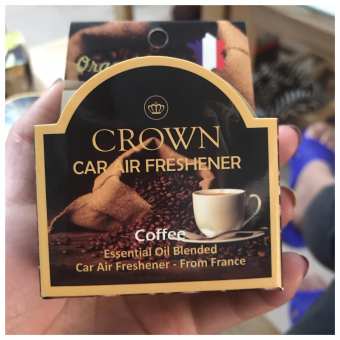 CROWN
CAR AIR FRESHENER
Coffee
Essential Oil Blended
Car Air Freshener - From France